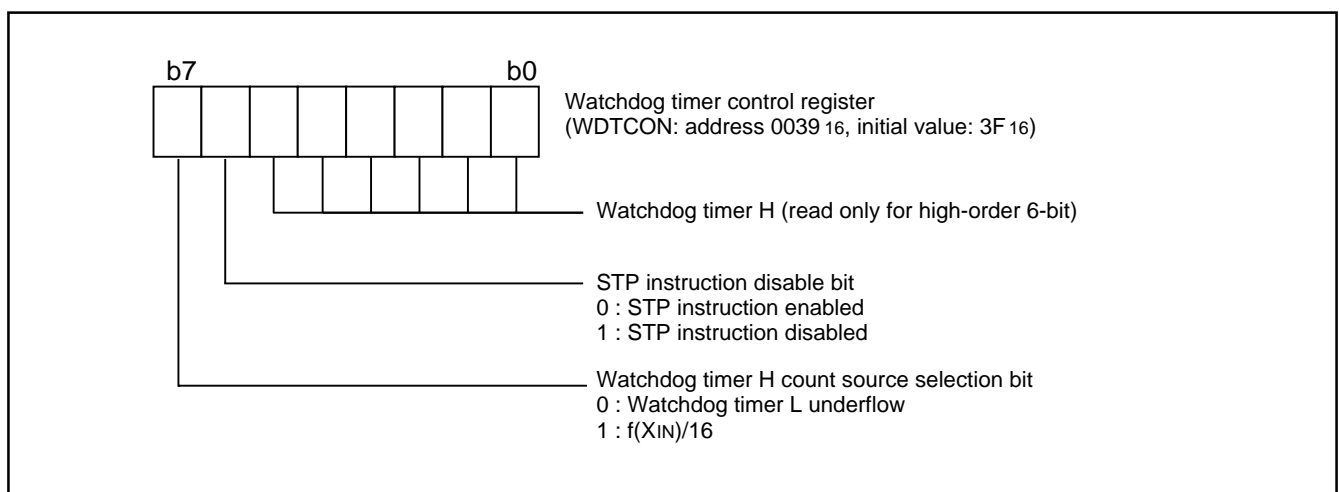 b7 b0
Watchdog timer control register
(WDTCON: address 0039 16, initial value: 3F 16)
Watchdog timer H (read only for high-order 6-bit)
STP instruction disable bit
0 : STP instruction enabled
1 : STP instruction disabled
Watchdog timer H count source selection bit
0 : Watchdog timer L underflow
1 : f(XIN)/16